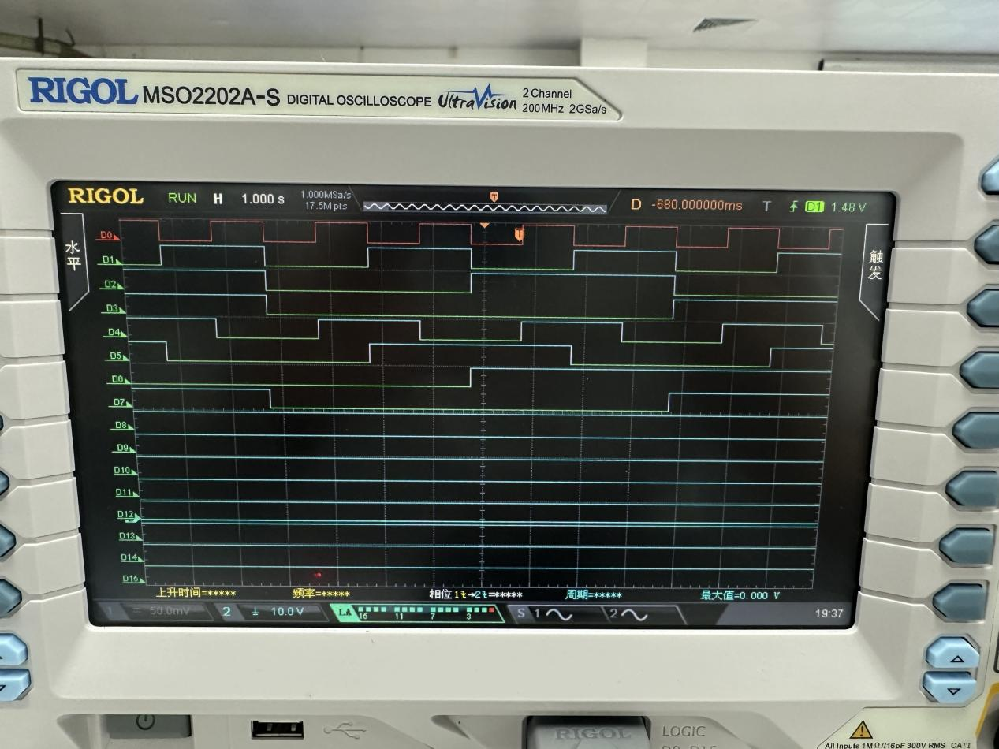 RIGOL MSO2202A-S DIGITAL OSCILLOSCOPE UltraVision 2 Channel
200MHz 2GSa/s
RIGOL RUN H 1.000 s 1.000MSa/s
17.5M pts
T
D -680.000000ms T D1 1.48 V
水平
触发
D0
T
D1
D2
D3
D4
D5
D6
D7
D8
D9
D10
D11
D12
D13
D14
D15
上升时间=***** 频率=***** 相位1→2=***** 周期=***** 最大值=0.000 V
1 = 50.0mV 2 10.0 V LA 15 11 7 3 S 1 2 19:37
RIGOL
LOGIC
D0-D15
All Inputs 1MΩ//16pF 300V RMS CAT I